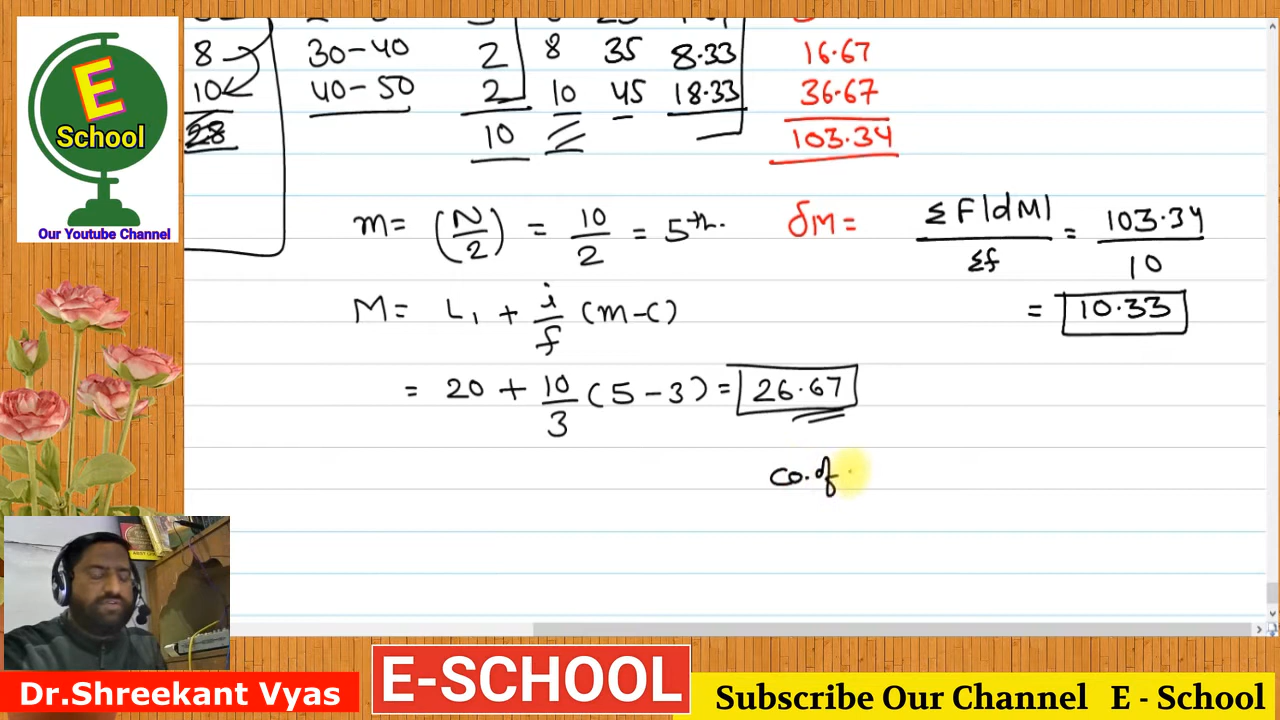 8 30-40 2 8 35 8.33 16.67
10 40-50 2 10 45 18.33 36.67
28 10 103.34
E
School
Our Youtube Channel
m= (N/2) = 10/2 = 5th. δM= Σf|dM|/Σf = 103.34/10
= 10.33
M= L1 + i/f (m-c)
= 20 + 10/3 (5-3) = 26.67
co.of
Dr.Shreekant Vyas
E-SCHOOL
Subscribe Our Channel E - School